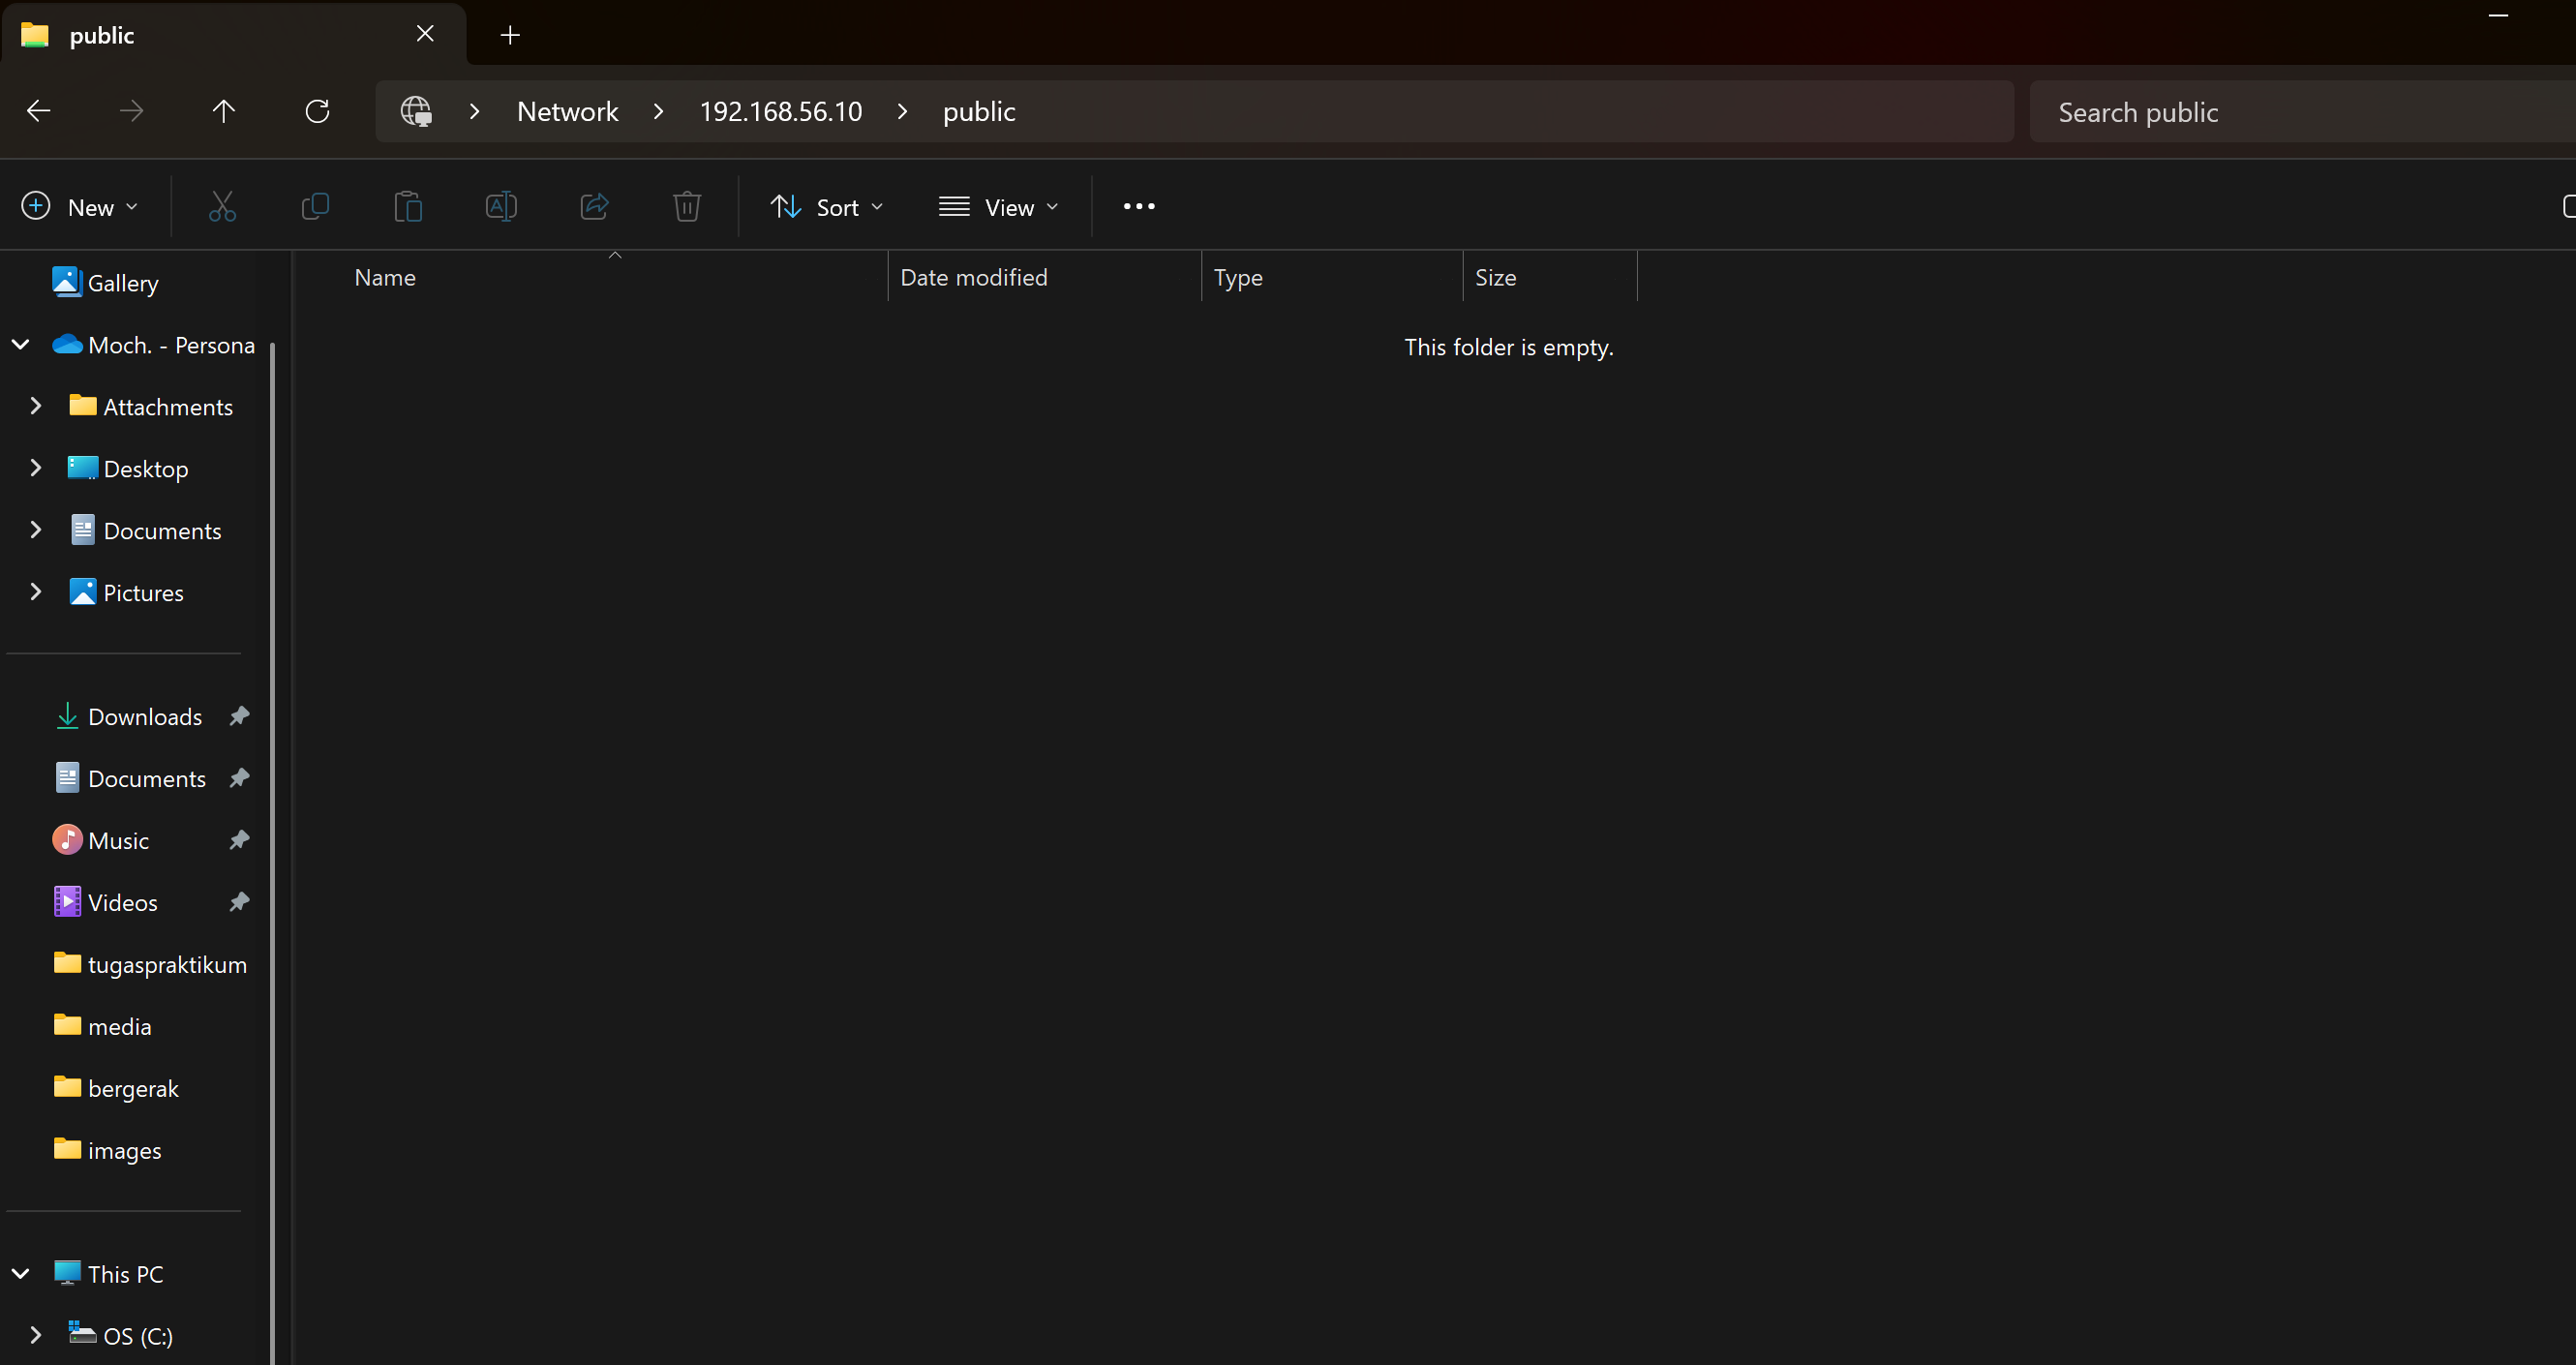 public
Network > 192.168.56.10 > public
Search public
New
Sort
View
Name
Date modified
Type
Size
This folder is empty.
Gallery
Moch. - Persona
Attachments
Desktop
Documents
Pictures
Downloads
Documents
Music
Videos
tugaspraktikum
media
bergerak
images
This PC
OS (C:)